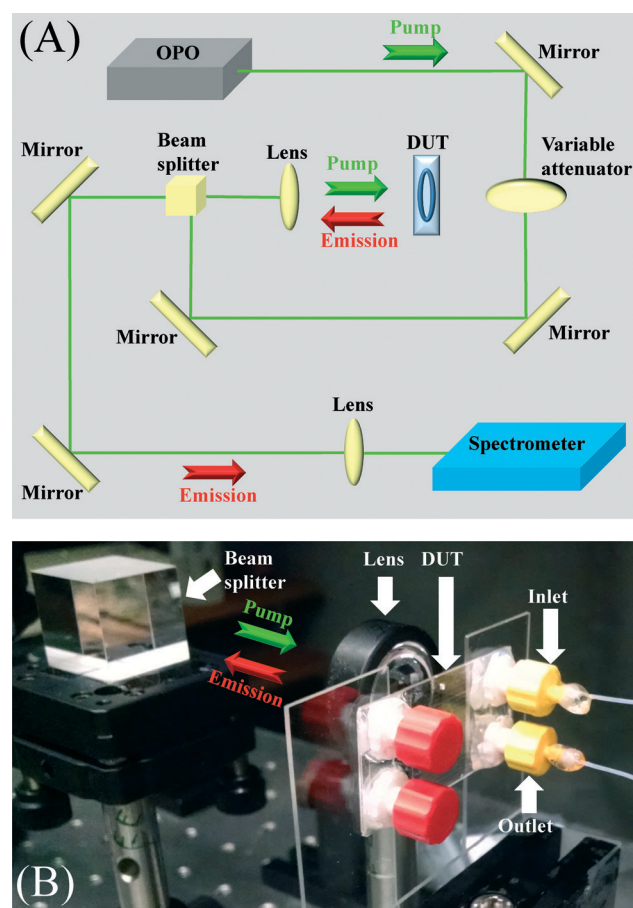 (A)
OPO
Pump
Mirror
Mirror
Beam
splitter
Lens
Pump
DUT
Variable
attenuator
Emission
Mirror
Mirror
Lens
Spectrometer
Mirror
Emission
(B)
Beam
splitter
Lens
DUT
Inlet
Pump
Emission
Outlet